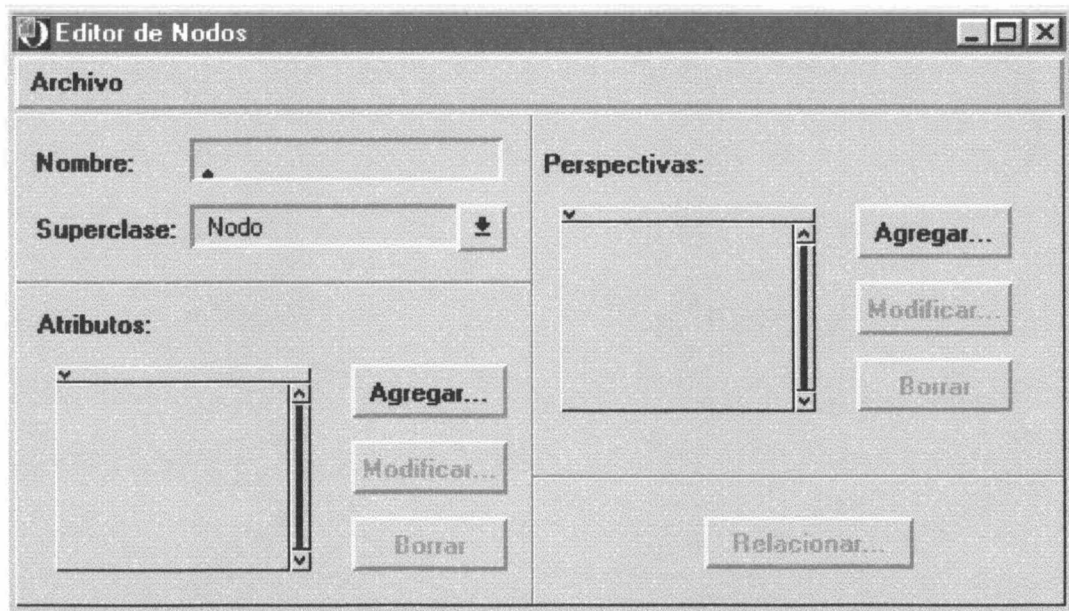 Editor de Nodos
Archivo
Nombre:
Superclase: Nodo
Atributos:
Agregar...
Modificar...
Borrar
Perspectivas:
Agregar...
Modificar...
Borrar
Relacionar...